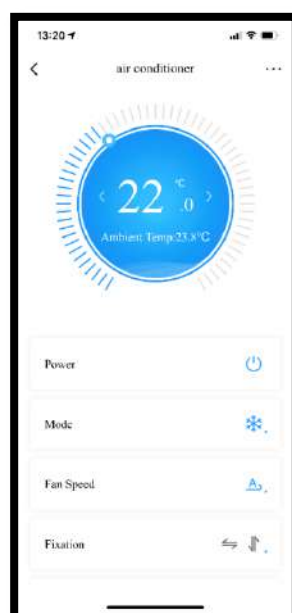 13:20
air conditioner
22 °C .0
Ambient Temp:23.8°C
Power
Mode
Fan Speed
A
Fixation